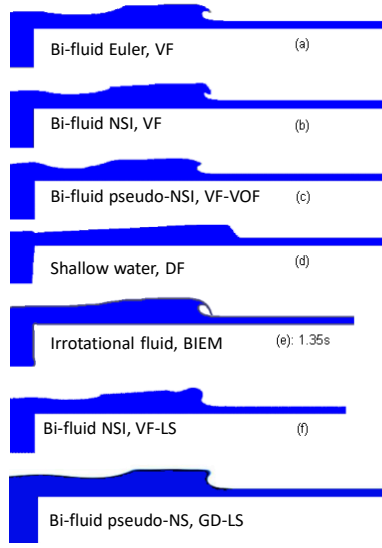 Bi-fluid Euler, VF (a)
Bi-fluid NSI, VF (b)
Bi-fluid pseudo-NSI, VF-VOF (c)
Shallow water, DF (d)
Irrotational fluid, BIEM (e): 1.35s
Bi-fluid NSI, VF-LS (f)
Bi-fluid pseudo-NS, GD-LS